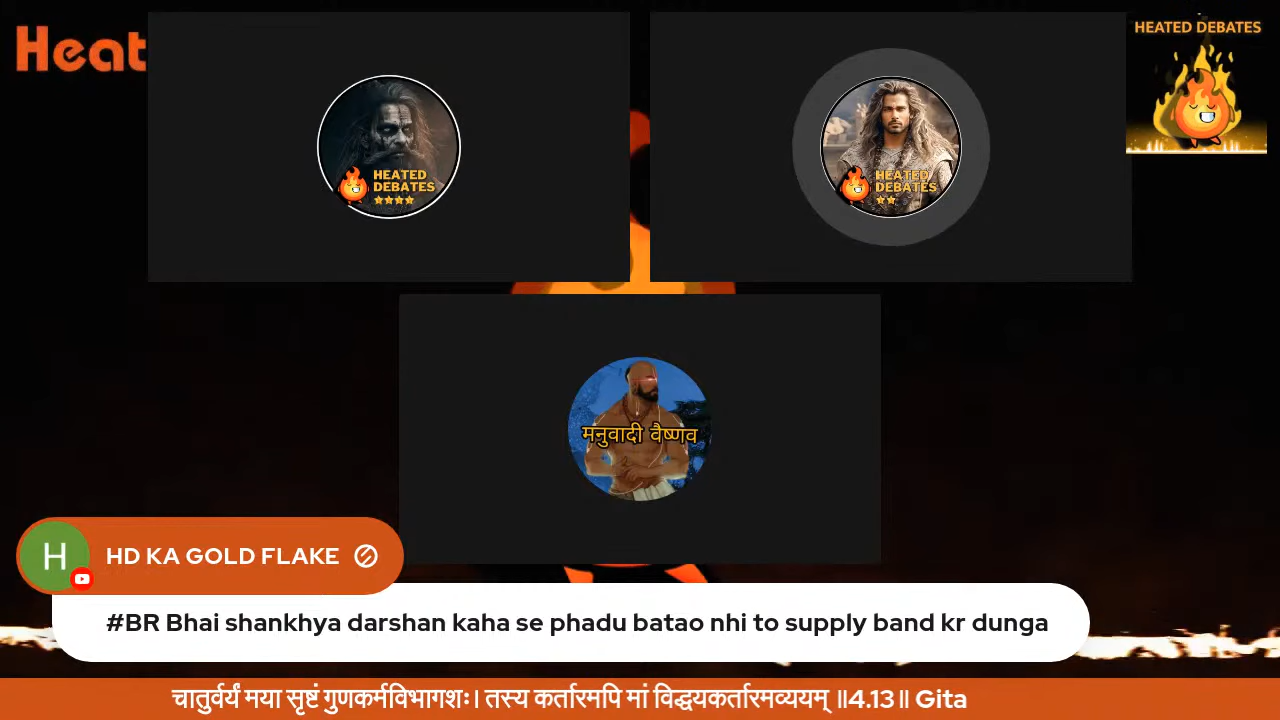 Heat
HEATED DEBATES
HEATED
DEBATES
HEATED
DEBATES
मनुवादी वैष्णव
H
HD KA GOLD FLAKE
#BR Bhai shankhya darshan kaha se phadu batao nhi to supply band kr dunga
चातुर्वर्यं मया सृष्टं गुणकर्मविभागशः। तस्य कर्तारमपि मां विद्धयकर्तारमव्ययम् ॥4.13॥ Gita